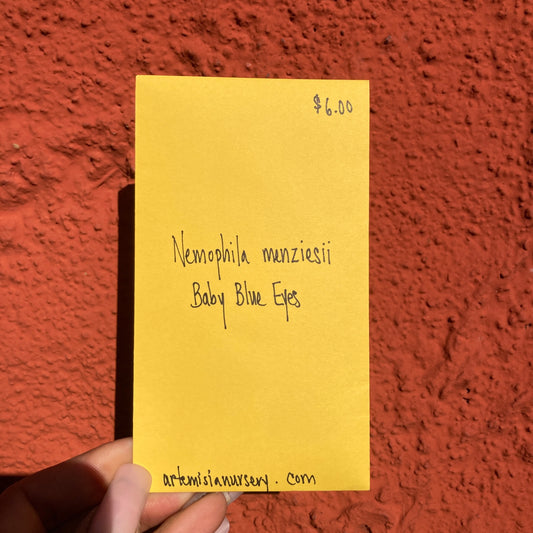 $6.00
Nemophila menziesii
Baby Blue Eyes
artemisianursery.com